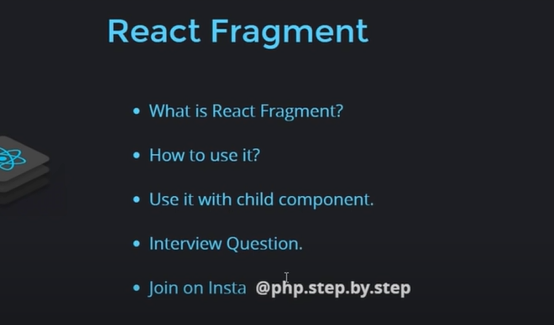 React Fragment
• What is React Fragment?
• How to use it?
• Use it with child component.
• Interview Question.
• Join on Insta @php.step.by.step